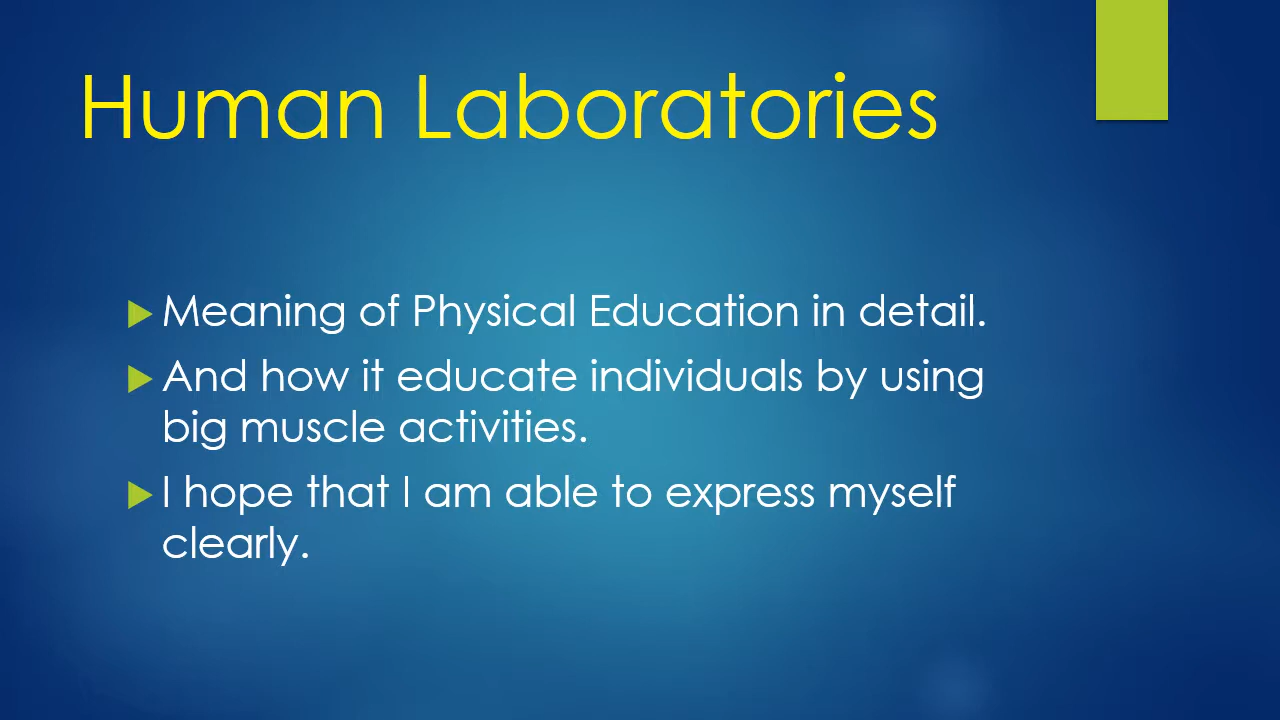 Human Laboratories
Meaning of Physical Education in detail.
And how it educate individuals by using
big muscle activities.
I hope that I am able to express myself
clearly.